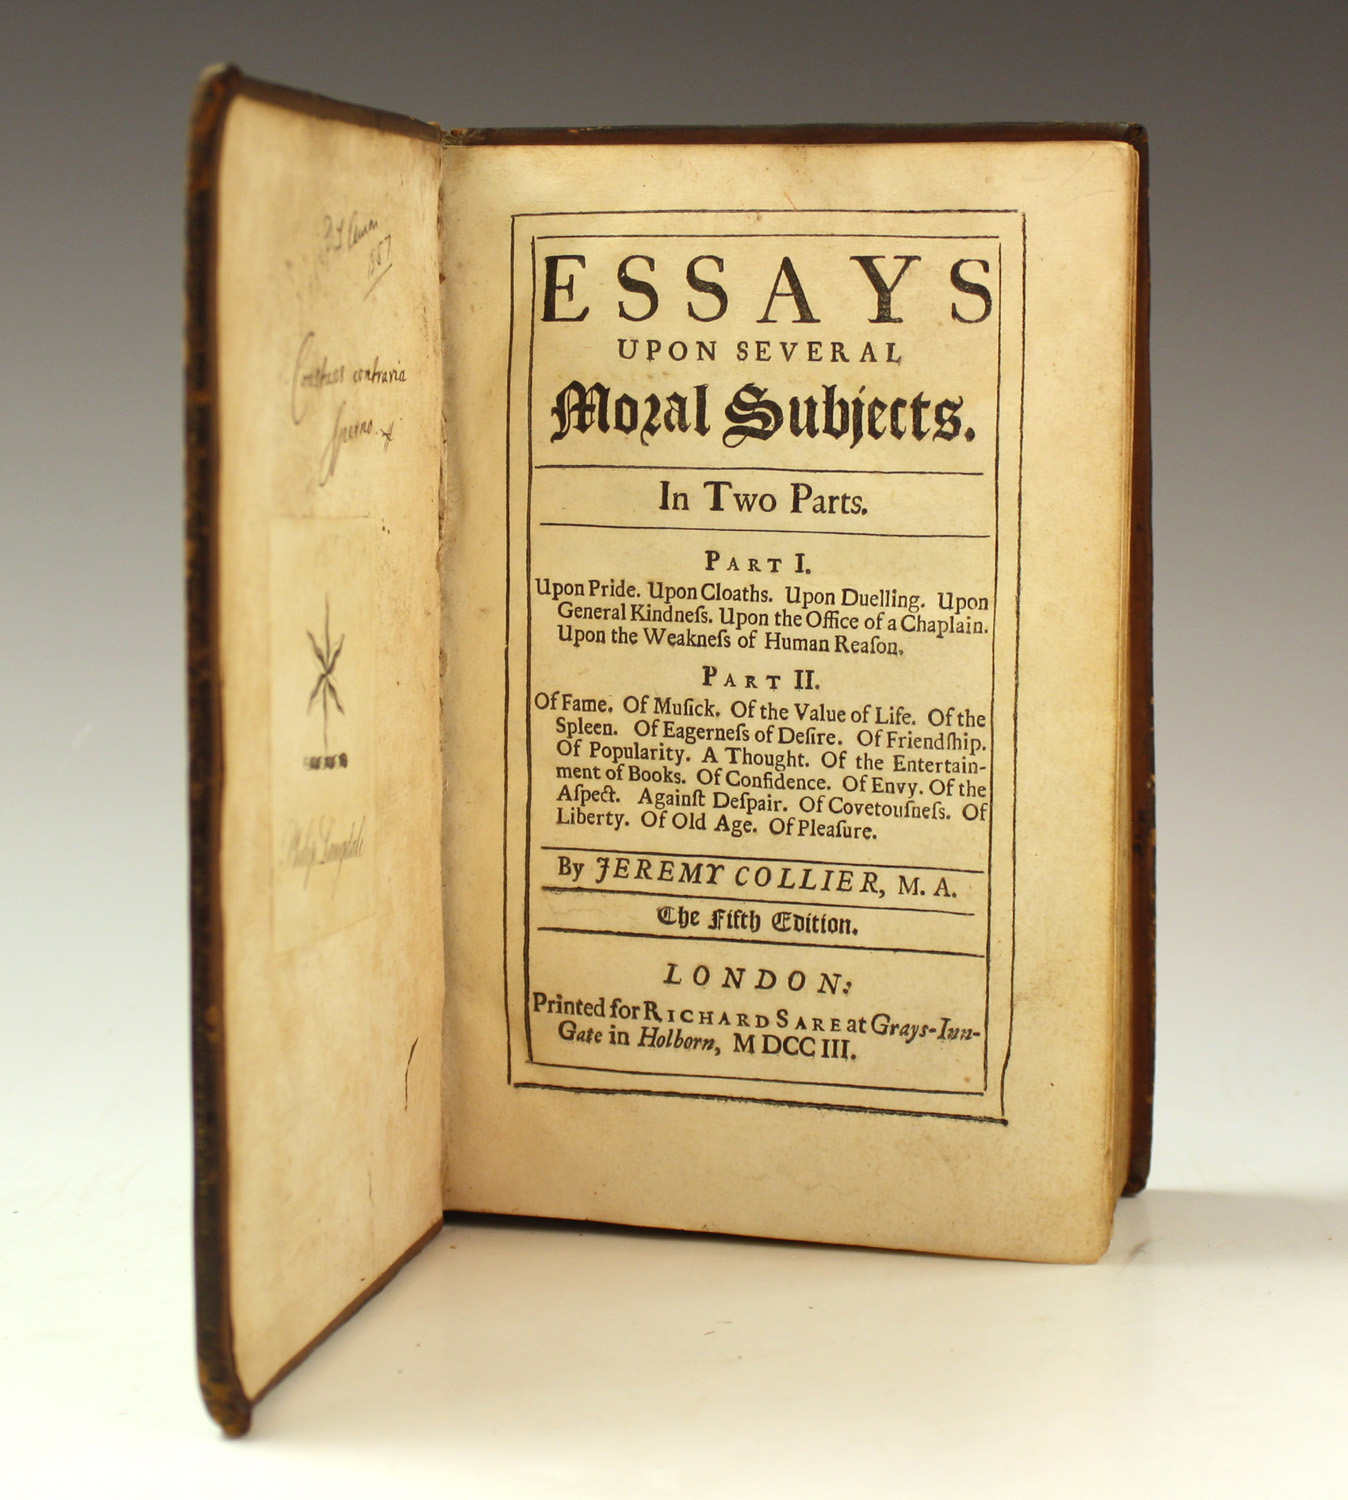 1857
Constans contraria
sperno.
Philip Langdale
ESSAYS
UPON SEVERAL
Moral Subjects.
In Two Parts.
PART I.
Upon Pride. Upon Cloaths. Upon Duelling. Upon
General Kindneſs. Upon the Office of a Chaplain.
Upon the Weakneſs of Human Reaſon.
PART II.
Of Fame. Of Muſick. Of the Value of Life. Of the
Spleen. Of Eagerneſs of Deſire. Of Friendſhip.
Of Popularity. A Thought. Of the Entertain-
ment of Books. Of Confidence. Of Envy. Of the
Aſpect. Againſt Deſpair. Of Covetouſneſs. Of
Liberty. Of Old Age. Of Pleaſure.
By JEREMY COLLIER, M. A.
The Fifth Edition.
LONDON:
Printed for RICHARD SARE at Grays-Inn-
Gate in Holborn, MDCCIII.